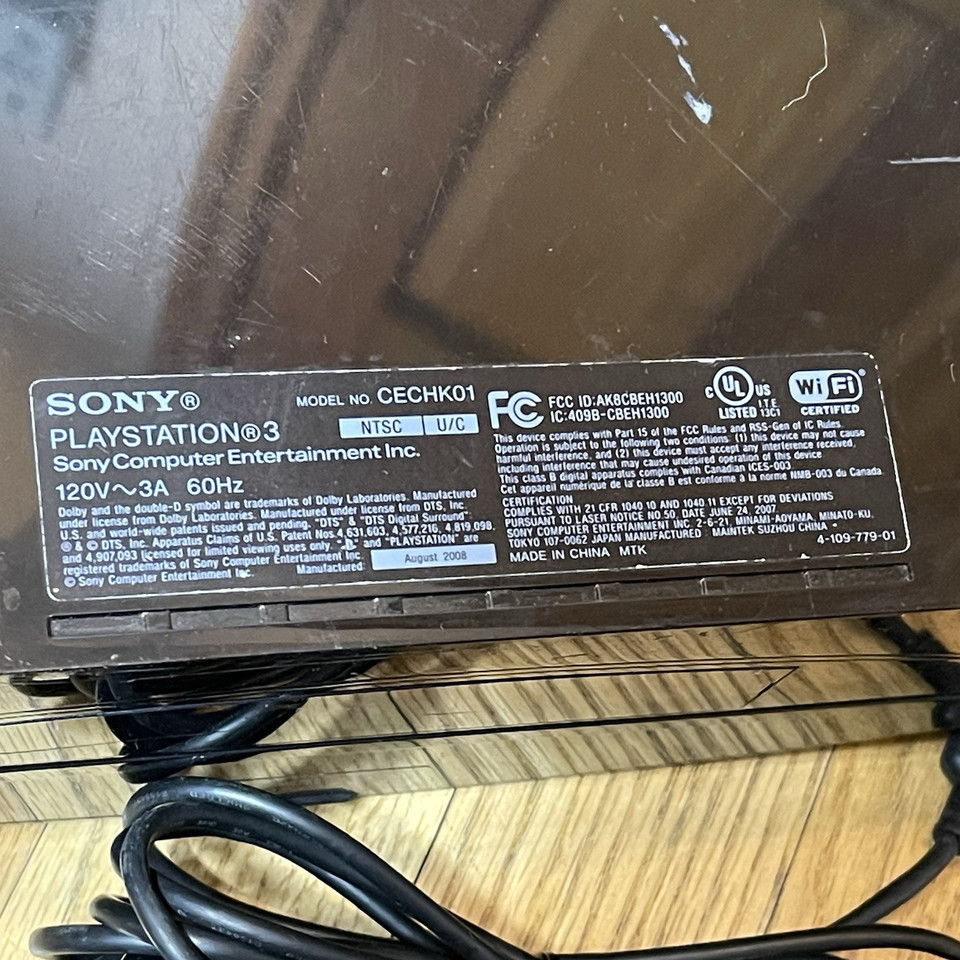 SONY®
PLAYSTATION®3
Sony Computer Entertainment Inc.
120V～3A 60Hz
MODEL NO. CECHK01
NTSC U/C
Dolby and the double-D symbol are trademarks of Dolby Laboratories. Manufactured
under license from Dolby Laboratories. Manufactured under license from DTS, Inc.
U.S. and world-wide patents issued and pending. "DTS" & "DTS Digital Surround"
® & © DTS, Inc. Apparatus Claims of U.S. Patent Nos.4,631,603, 4,577,216, 4,819,098,
and 4,907,093 licensed for limited viewing uses only. and "PLAYSTATION" are
registered trademarks of Sony Computer Entertainment Inc.
© Sony Computer Entertainment Inc. Manufactured: August 2008
FC FCC ID:AK8CBEH1300
IC:409B-CBEH1300
C UL US
LISTED I.T.E. 13C1
Wi Fi®
CERTIFIED
This device complies with Part 15 of the FCC Rules and RSS-Gen of IC Rules.
Operation is subject to the following two conditions: (1) this device may not cause
harmful interference, and (2) this device must accept any interference received,
including interference that may cause undesired operation of this device.
This class B digital apparatus complies with Canadian ICES-003.
Cet appareil numérique de la classe B est conforme à la norme NMB-003 du Canada.
CERTIFICATION
COMPLIES WITH 21 CFR 1040.10 AND 1040.11 EXCEPT FOR DEVIATIONS
PURSUANT TO LASER NOTICE NO.50, DATE JUNE 24, 2007.
SONY COMPUTER ENTERTAINMENT INC. 2-6-21, MINAMI-AOYAMA, MINATO-KU,
TOKYO 107-0062 JAPAN MANUFACTURED MAINTEK SUZHOU CHINA
MADE IN CHINA MTK 4-109-779-01